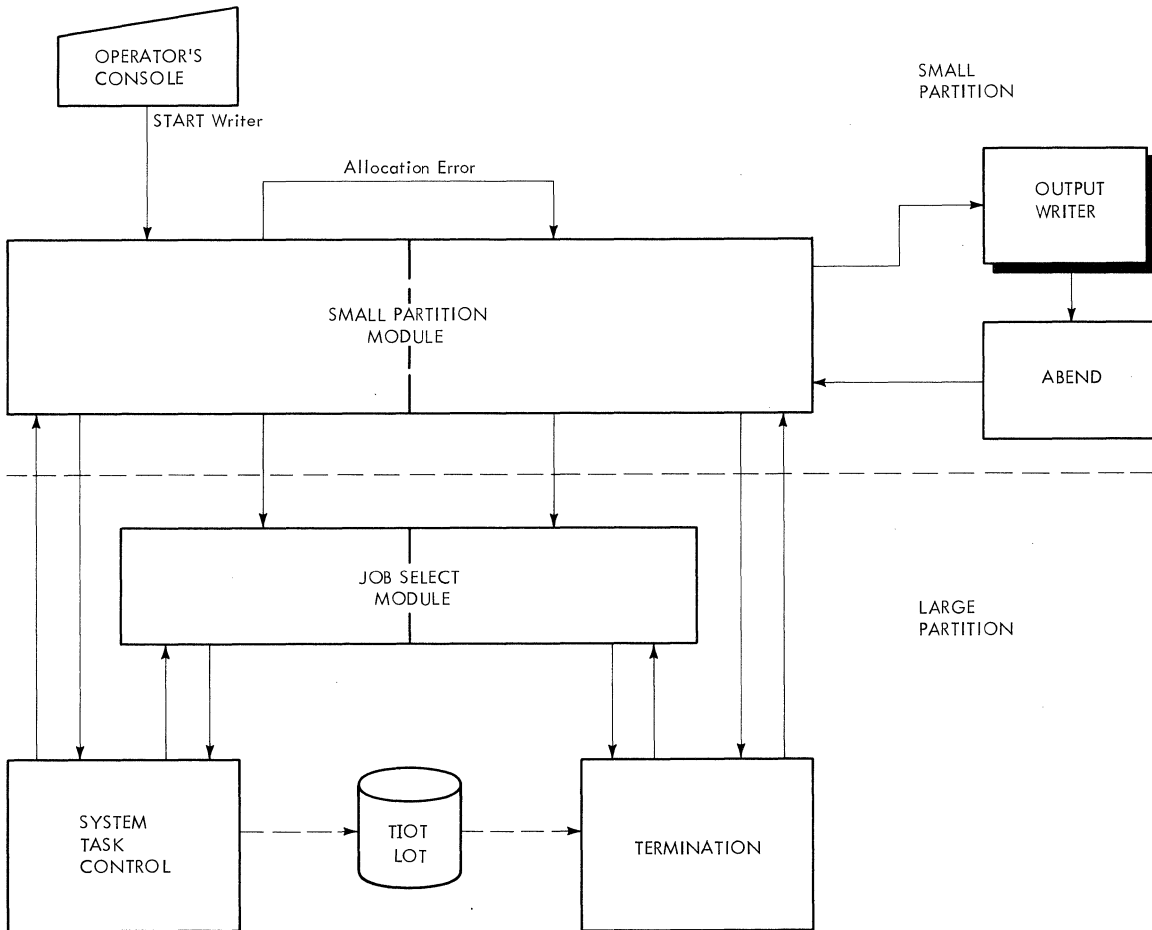 OPERATOR'S
CONSOLE
START Writer
SMALL
PARTITION
Allocation Error
OUTPUT
WRITER
SMALL PARTITION
MODULE
ABEND
JOB SELECT
MODULE
LARGE
PARTITION
SYSTEM
TASK
CONTROL
TIOT
LOT
TERMINATION